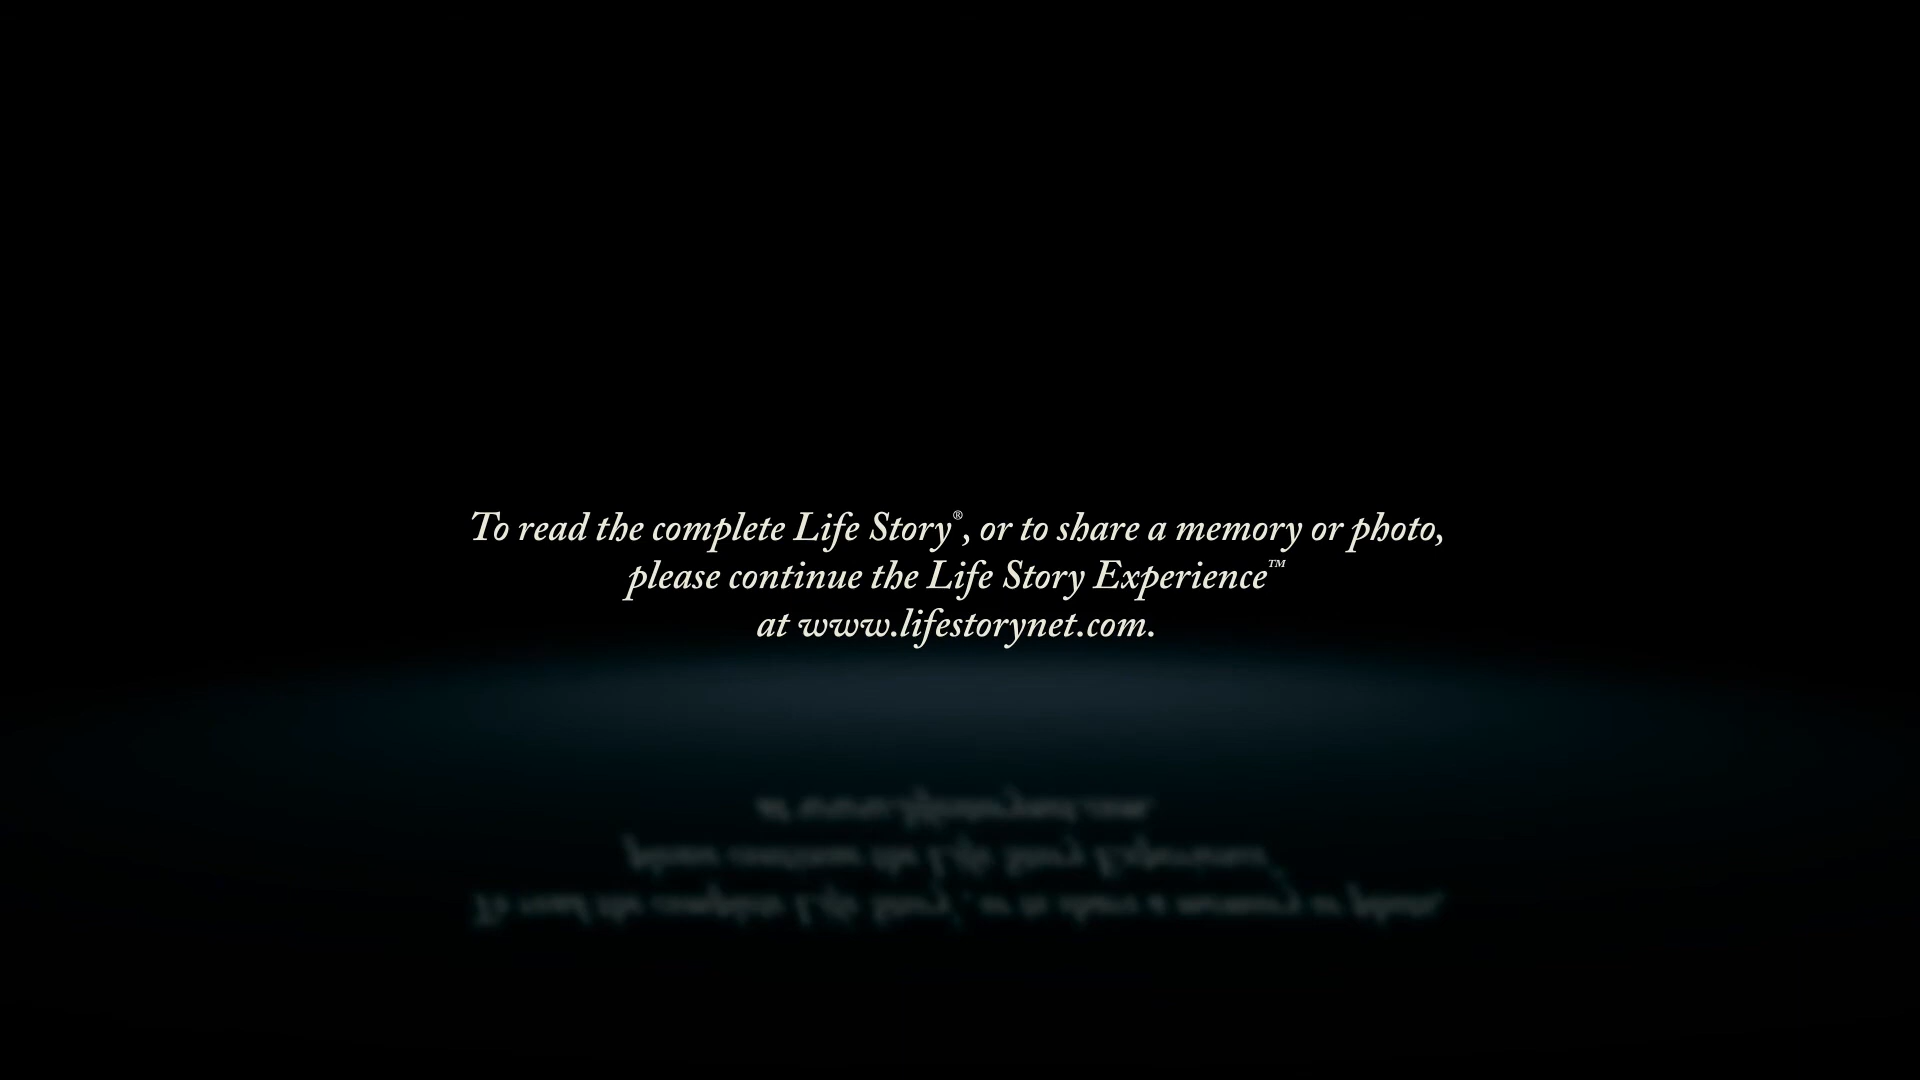 To read the complete Life Story®, or to share a memory or photo,
please continue the Life Story Experience™
at www.lifestorynet.com.